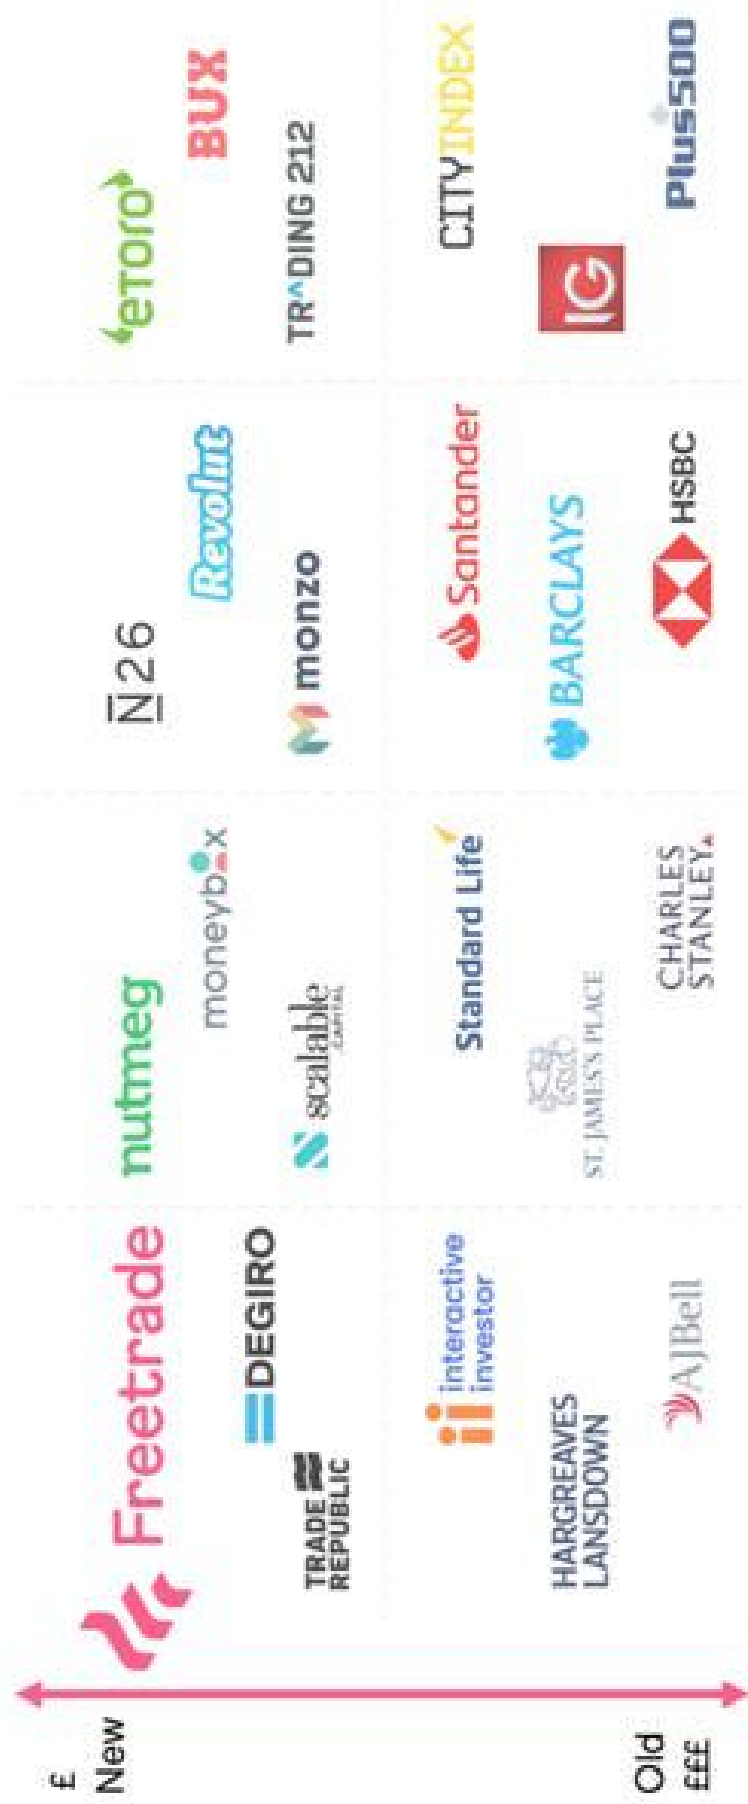 £
New
Freetrade
DEGIRO
TRADE
REPUBLIC
nutmeg
moneybox
scalable
CAPITAL
N26
Revolut
monzo
eToro
BUX
TRADING 212
interactive
investor
HARGREAVES
LANSDOWN
AJBell
Standard Life
ST. JAMES'S PLACE
CHARLES
STANLEY
Santander
BARCLAYS
HSBC
CITYINDEX
IG
Plus500
Old
£££